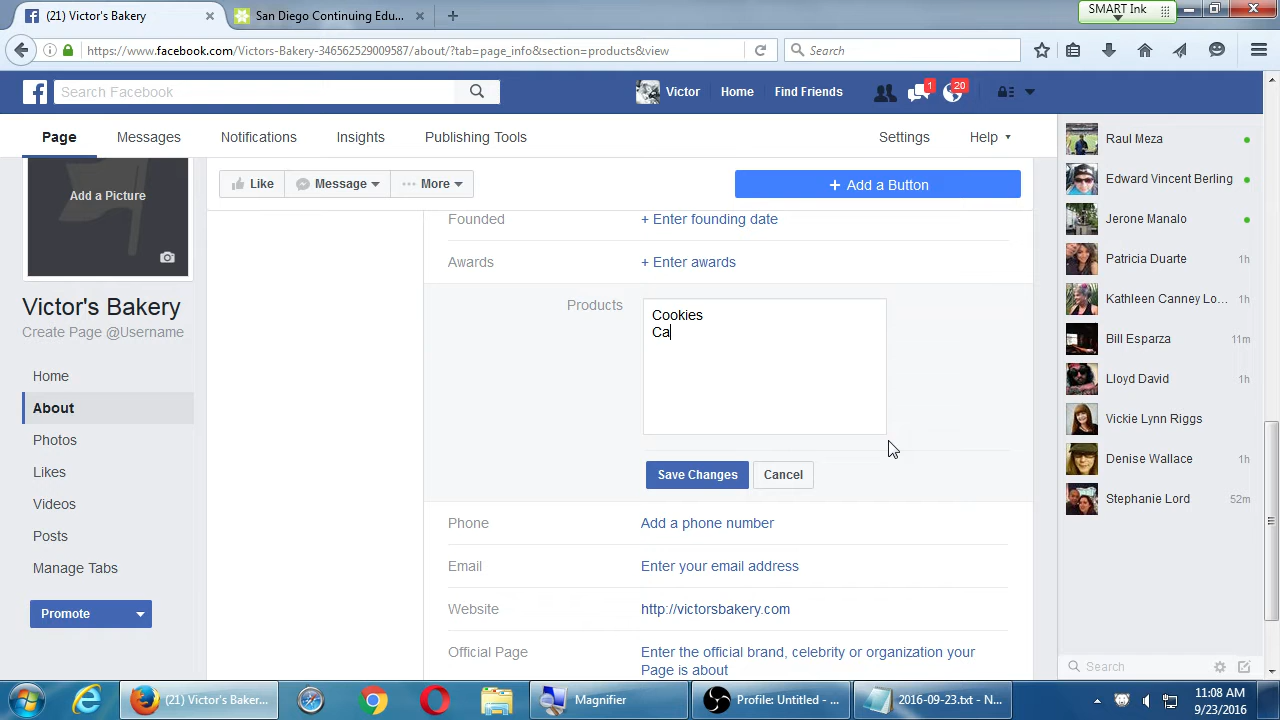 (21) Victor's Bakery
San Diego Continuing Edu...
SMART Ink
https://www.facebook.com/Victors-Bakery-346562529009587/about/?tab=page_info&section=products&view
Search
Search Facebook
Victor
Home
Find Friends
1
20
Page
Messages
Notifications
Insights
Publishing Tools
Settings
Help
Add a Picture
Like
Message
More
+ Add a Button
Victor's Bakery
Create Page @Username
Home
About
Photos
Likes
Videos
Posts
Manage Tabs
Promote
Founded
+ Enter founding date
Awards
+ Enter awards
Products
Cookies
Ca
Save Changes
Cancel
Phone
Add a phone number
Email
Enter your email address
Website
http://victorsbakery.com
Official Page
Enter the official brand, celebrity or organization your
Page is about
Raul Meza
Edward Vincent Berling
Jerone Manalo
Patricia Duarte 1h
Kathleen Canney Lo... 1h
Bill Esparza 11m
Lloyd David 1h
Vickie Lynn Riggs
Denise Wallace 1h
Stephanie Lord 52m
Search
(21) Victor's Baker...
Magnifier
Profile: Untitled - ...
2016-09-23.txt - N...
11:08 AM
9/23/2016